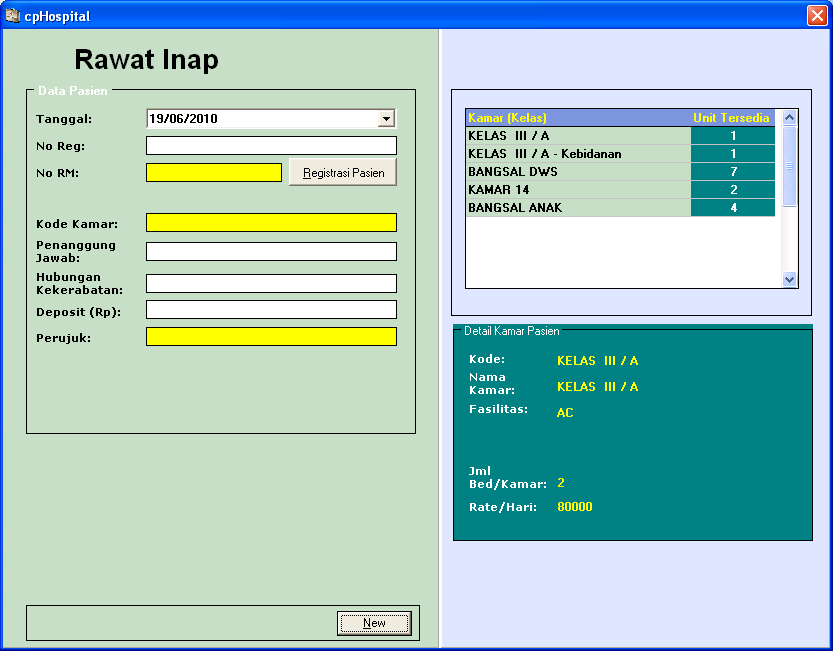 cpHospital
Rawat Inap
Data Pasien
Tanggal: 19/06/2010
No Reg:
No RM: Registrasi Pasien
Kode Kamar:
Penanggung
Jawab:
Hubungan
Kekerabatan:
Deposit (Rp):
Perujuk:
New
Kamar (Kelas) Unit Tersedia
KELAS III / A 1
KELAS III / A - Kebidanan 1
BANGSAL DWS 7
KAMAR 14 2
BANGSAL ANAK 4
Detail Kamar Pasien
Kode: KELAS III / A
Nama
Kamar: KELAS III / A
Fasilitas: AC
Jml
Bed/Kamar: 2
Rate/Hari: 80000